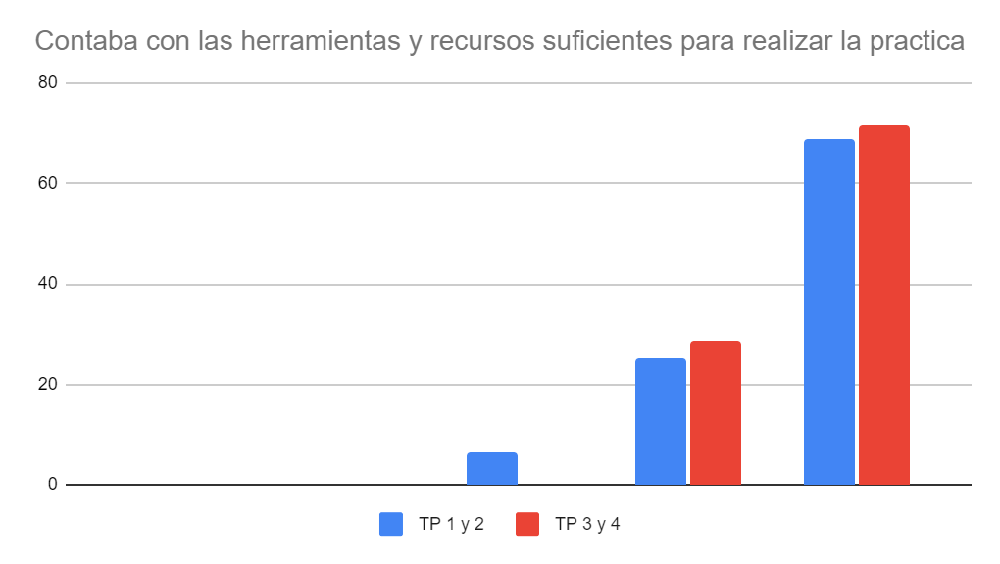 Contaba con las herramientas y recursos suficientes para realizar la practica
80
60
40
20
0
TP 1 y 2 TP 3 y 4